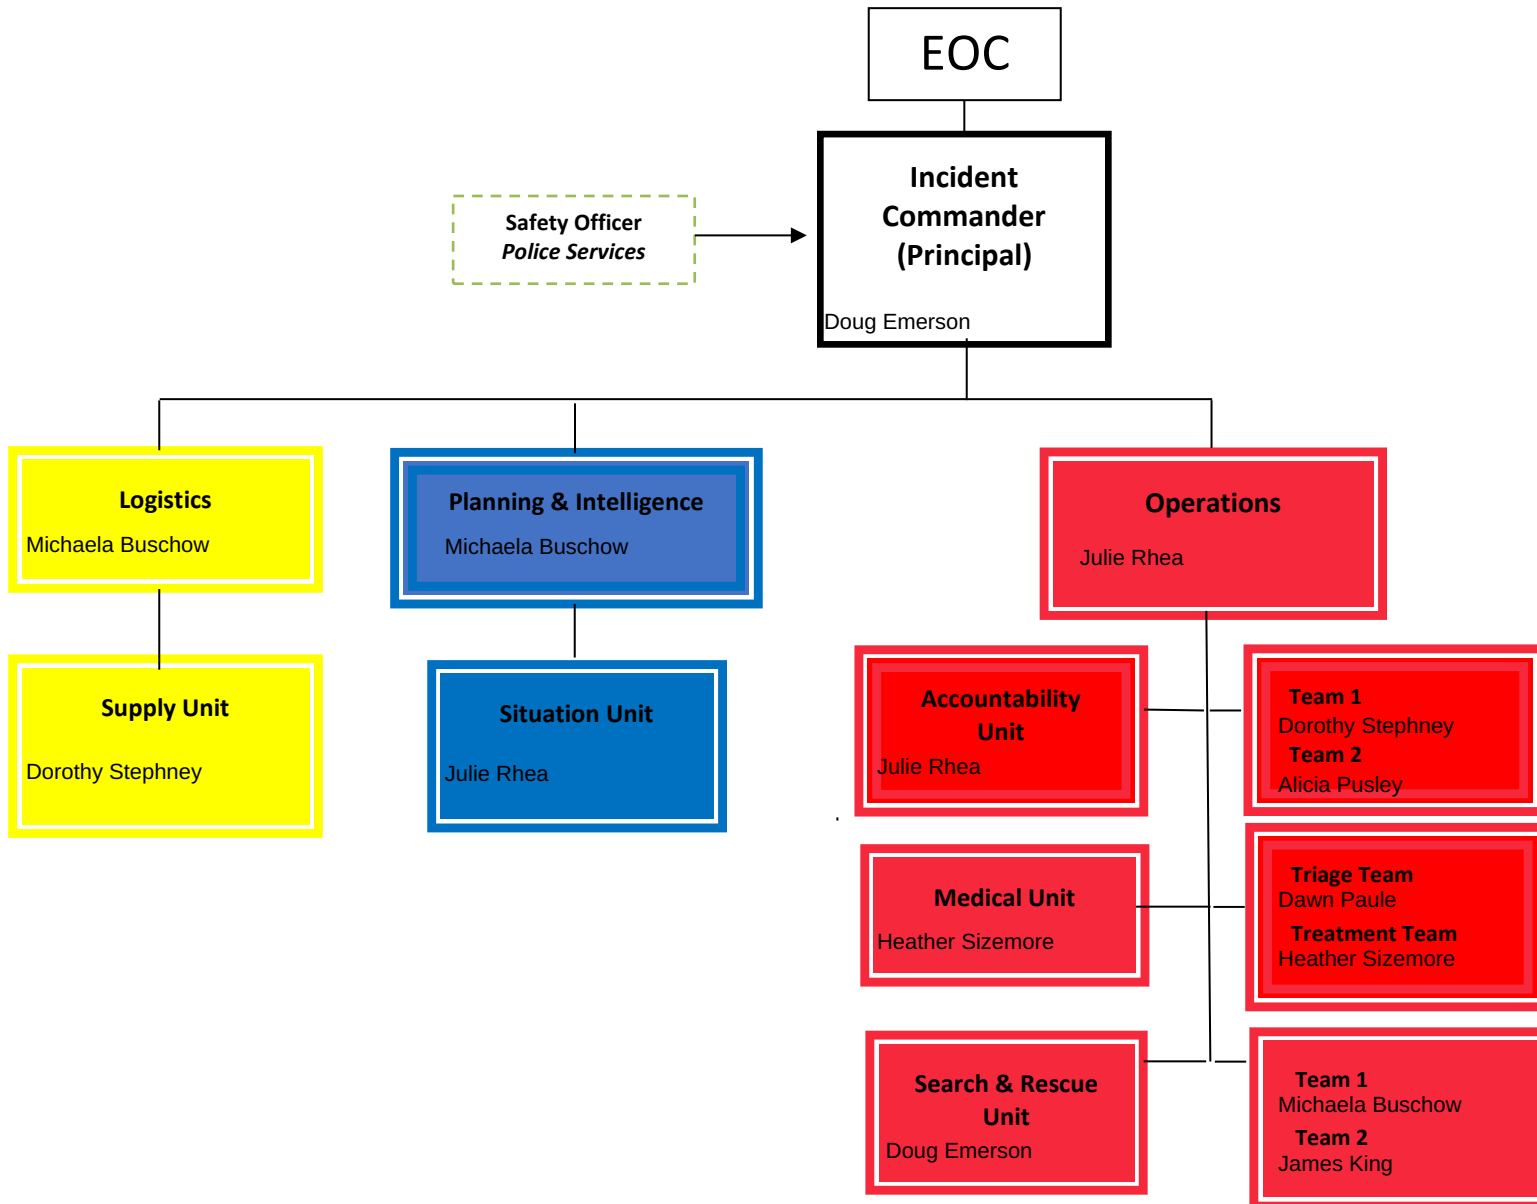 EOC
Incident
Commander
(Principal)
Doug Emerson
Safety Officer
Police Services
Logistics
Michaela Buschow
Planning & Intelligence
Michaela Buschow
Operations
Julie Rhea
Supply Unit
Dorothy Stephney
Situation Unit
Julie Rhea
Accountability
Unit
Julie Rhea
Team 1
Dorothy Stephney
Team 2
Alicia Pusley
Medical Unit
Heather Sizemore
Triage Team
Dawn Paule
Treatment Team
Heather Sizemore
Search & Rescue
Unit
Doug Emerson
Team 1
Michaela Buschow
Team 2
James King